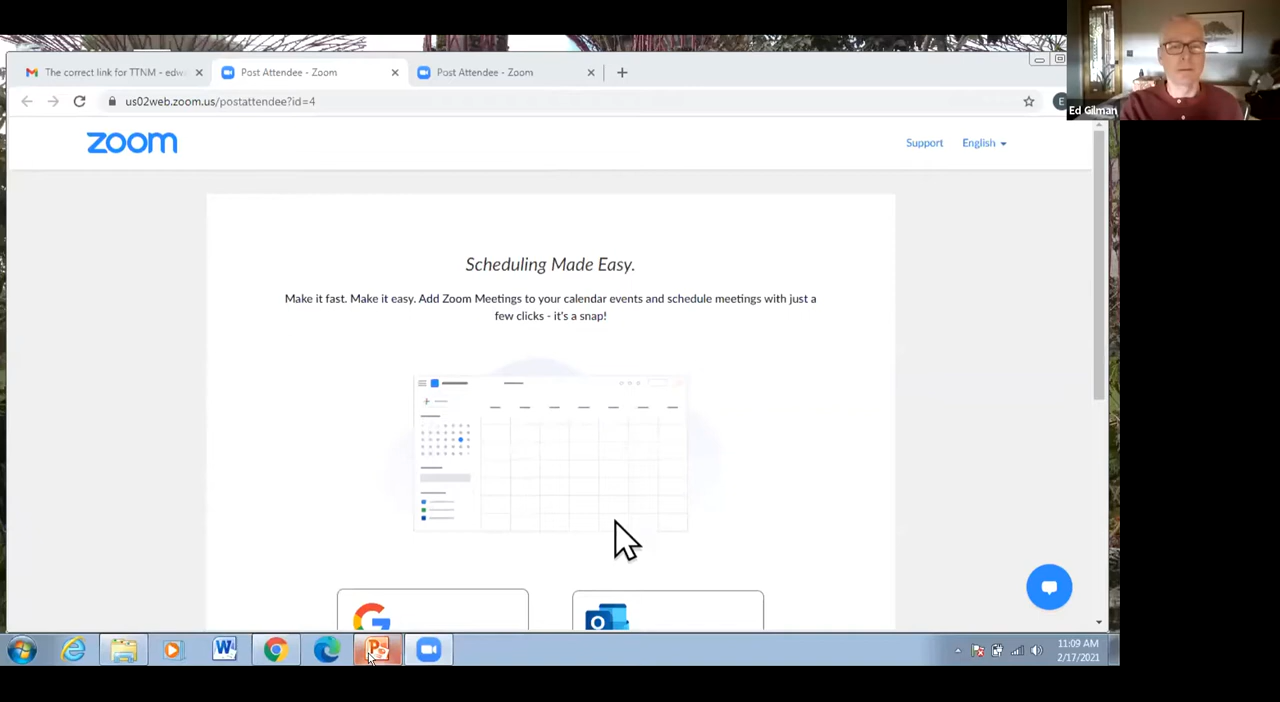 The correct link for TTNM - edw
Post Attendee - Zoom
Post Attendee - Zoom
us02web.zoom.us/postattendee?id=4
E
Ed Gilman
zoom
Support
English
Scheduling Made Easy.
Make it fast. Make it easy. Add Zoom Meetings to your calendar events and schedule meetings with just a
few clicks - it's a snap!
11:09 AM
2/17/2021